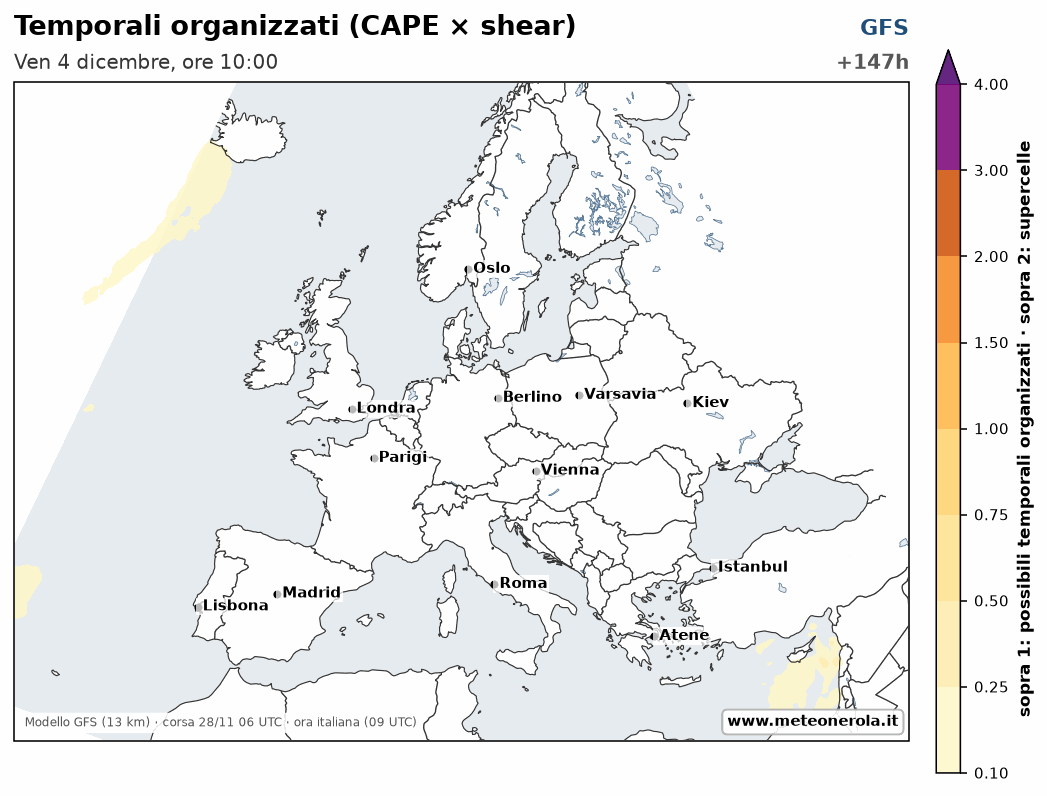 Temporali organizzati (CAPE × shear)
GFS
Ven 4 dicembre, ore 10:00
+147h
4.00
3.00
2.00
1.50
1.00
0.75
0.50
0.25
0.10
sopra 1: possibili temporali organizzati · sopra 2: supercelle
Oslo
Londra
Berlino
Varsavia
Kiev
Parigi
Vienna
Istanbul
Roma
Madrid
Lisbona
Atene
Modello GFS (13 km) · corsa 28/11 06 UTC · ora italiana (09 UTC)
www.meteonerola.it